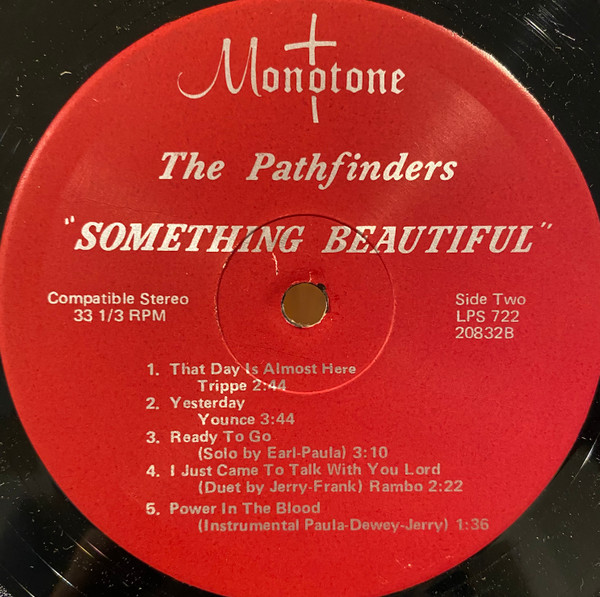 Monotone
The Pathfinders
"SOMETHING BEAUTIFUL"
Compatible Stereo
33 1/3 RPM
Side Two
LPS 722
20832B
1. That Day Is Almost Here
Trippe 2:44
2. Yesterday
Younce 3:44
3. Ready To Go
(Solo by Earl-Paula) 3:10
4. I Just Came To Talk With You Lord
(Duet by Jerry-Frank) Rambo 2:22
5. Power In The Blood
(Instrumental Paula-Dewey-Jerry) 1:36